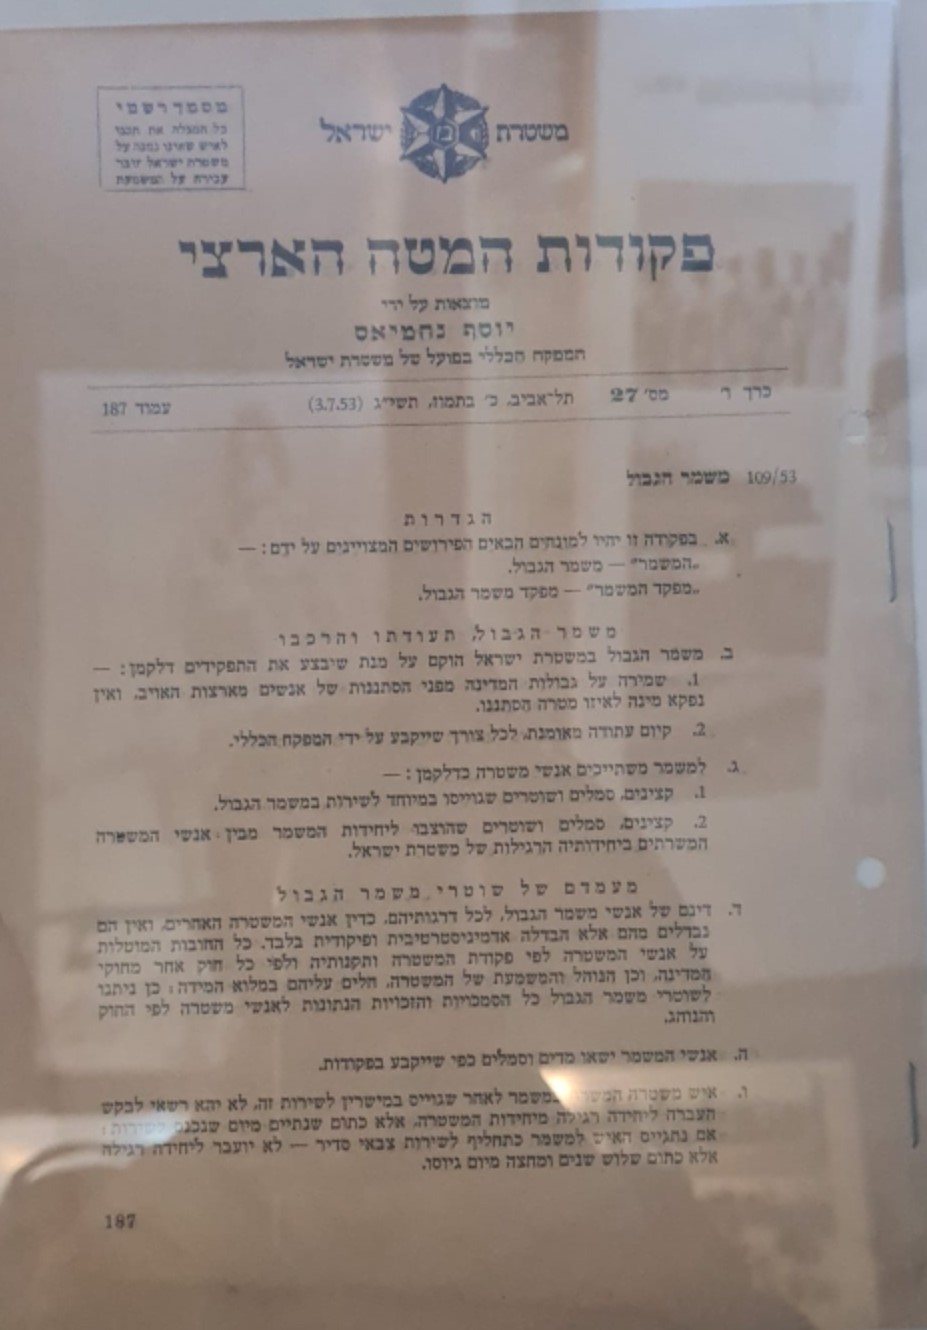 מסמך רשמי
כל המגלה את תכנו
לאיש שאינו נמנה על
משטרת ישראל עובר
עבירה על המשמעת
משטרת ישראל
פקודות המטה הארצי
מוצאות על ידי
יוסף נחמיאס
המפקח הכללי בפועל של משטרת ישראל
כרך ו' מס' 27 תל־אביב, כ' בתמוז, תשי"ג (3.7.53) עמוד 187
109/53 משמר הגבול
הגדרות
א. בפקודה זו יהיו למונחים הבאים הפירושים המצויינים על ידם: —
„המשמר" — משמר הגבול.
„מפקד המשמר" — מפקד משמר הגבול.
משמר הגבול, תעודתו והרכבו
ב. משמר הגבול במשטרת ישראל הוקם על מנת שיבצע את התפקידים דלקמן: —
1. שמירה על גבולות המדינה מפני הסתננות של אנשים מארצות האויב, ואין
נפקא מינה לאיזו מטרה הסתננו.
2. קיום עתודה מאומנת, לכל צורך שייקבע על ידי המפקח הכללי.
ג. למשמר משתייכים אנשי משטרה כדלקמן: —
1. קצינים, סמלים ושוטרים שגוייסו במיוחד לשירות במשמר הגבול.
2. קצינים, סמלים ושוטרים שהוצבו ליחידות המשמר מבין אנשי המשטרה
המשרתים ביחידותיה הרגילות של משטרת ישראל.
מעמדם של שוטרי משמר הגבול
ד. דינם של אנשי משמר הגבול, לכל דרגותיהם, כדין אנשי המשטרה האחרים, ואין הם
נבדלים מהם אלא הבדלה אדמיניסטרטיבית ופיקודית בלבד. כל החובות המוטלות
על אנשי המשטרה לפי פקודת המשטרה ותקנותיה ולפי כל חוק אחר מחוקי
המדינה, וכן הנוהל והמשמעת של המשטרה, חלים עליהם במלוא המידה; כן ניתנו
לשוטרי משמר הגבול כל הסמכויות והזכויות הנתונות לאנשי משטרה לפי החוק
והנוהג.
ה. אנשי המשמר ישאו מדים וסמלים כפי שייקבע בפקודות.
ו. איש משטרה במשמר לאחר שגוייס במישרין לשירות זה, לא יהא רשאי לבקש
העברה ליחידה רגילה מיחידות המשטרה, אלא כתום שנתיים מיום שנכנס לשירות;
אם נתגייס האיש למשמר כתחליף לשירות צבאי סדיר — לא יועבר ליחידה רגילה
אלא כתום שלוש שנים ומחצה מיום גיוסו.
187